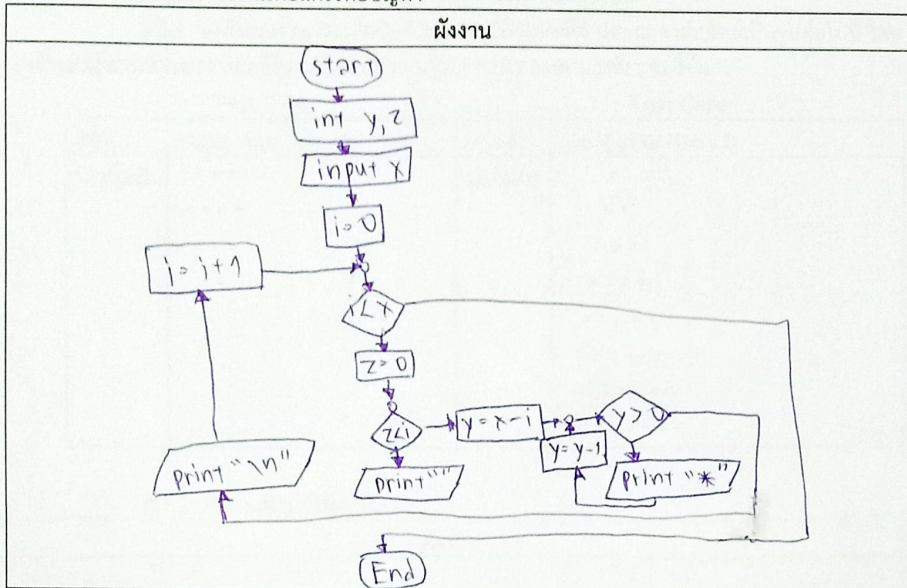 ผังงาน
start
int y, z
input x
i=0
i=i+1
i<x
z=0
z<i
y=x-i
y>0
y=y-1
print "\n"
print ""
print "*"
End